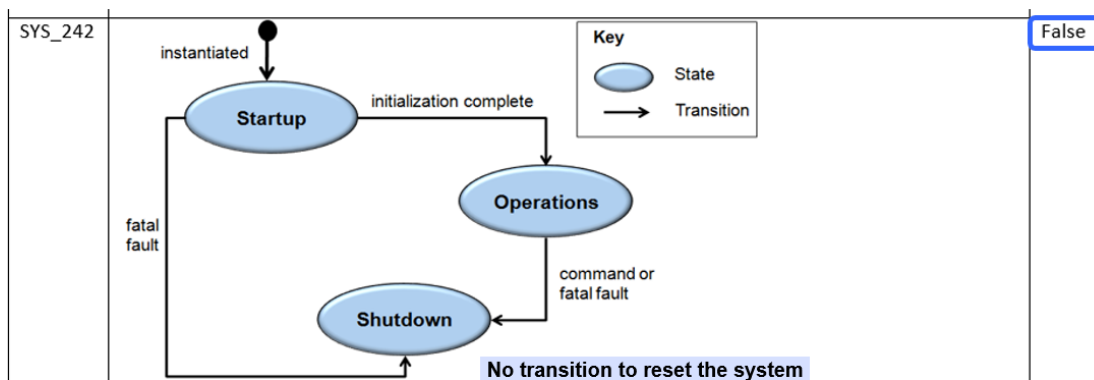 SYS_242
False
instantiated
Key
State
Transition
Startup
initialization complete
Operations
fatal
fault
command or
fatal fault
Shutdown
No transition to reset the system